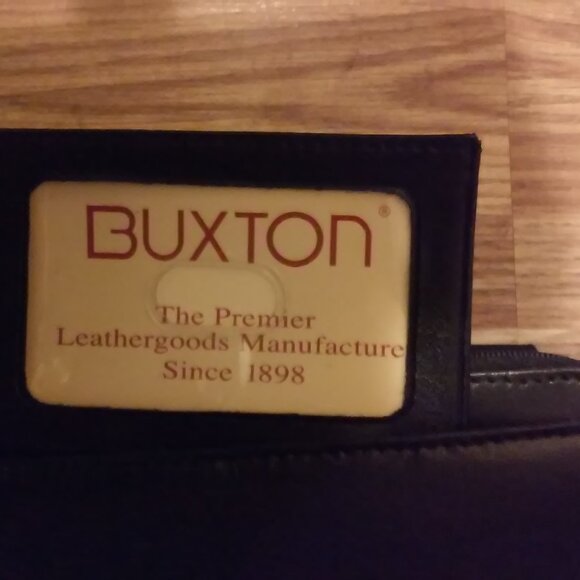 BUXTON®
The Premier
Leathergoods Manufacture
Since 1898